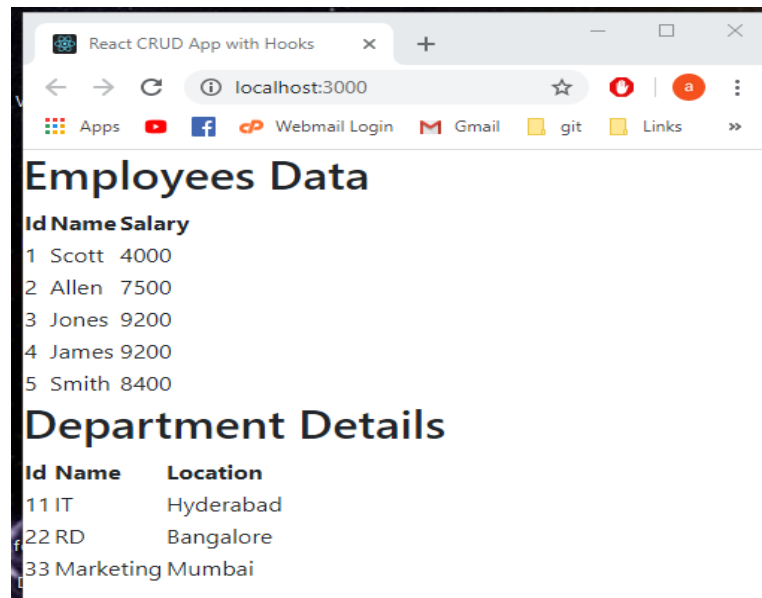 React CRUD App with Hooks
localhost:3000
a
Apps cP Webmail Login M Gmail git Links »
Employees Data
Id Name Salary
1 Scott 4000
2 Allen 7500
3 Jones 9200
4 James 9200
5 Smith 8400
Department Details
Id Name Location
11 IT Hyderabad
22 RD Bangalore
33 Marketing Mumbai